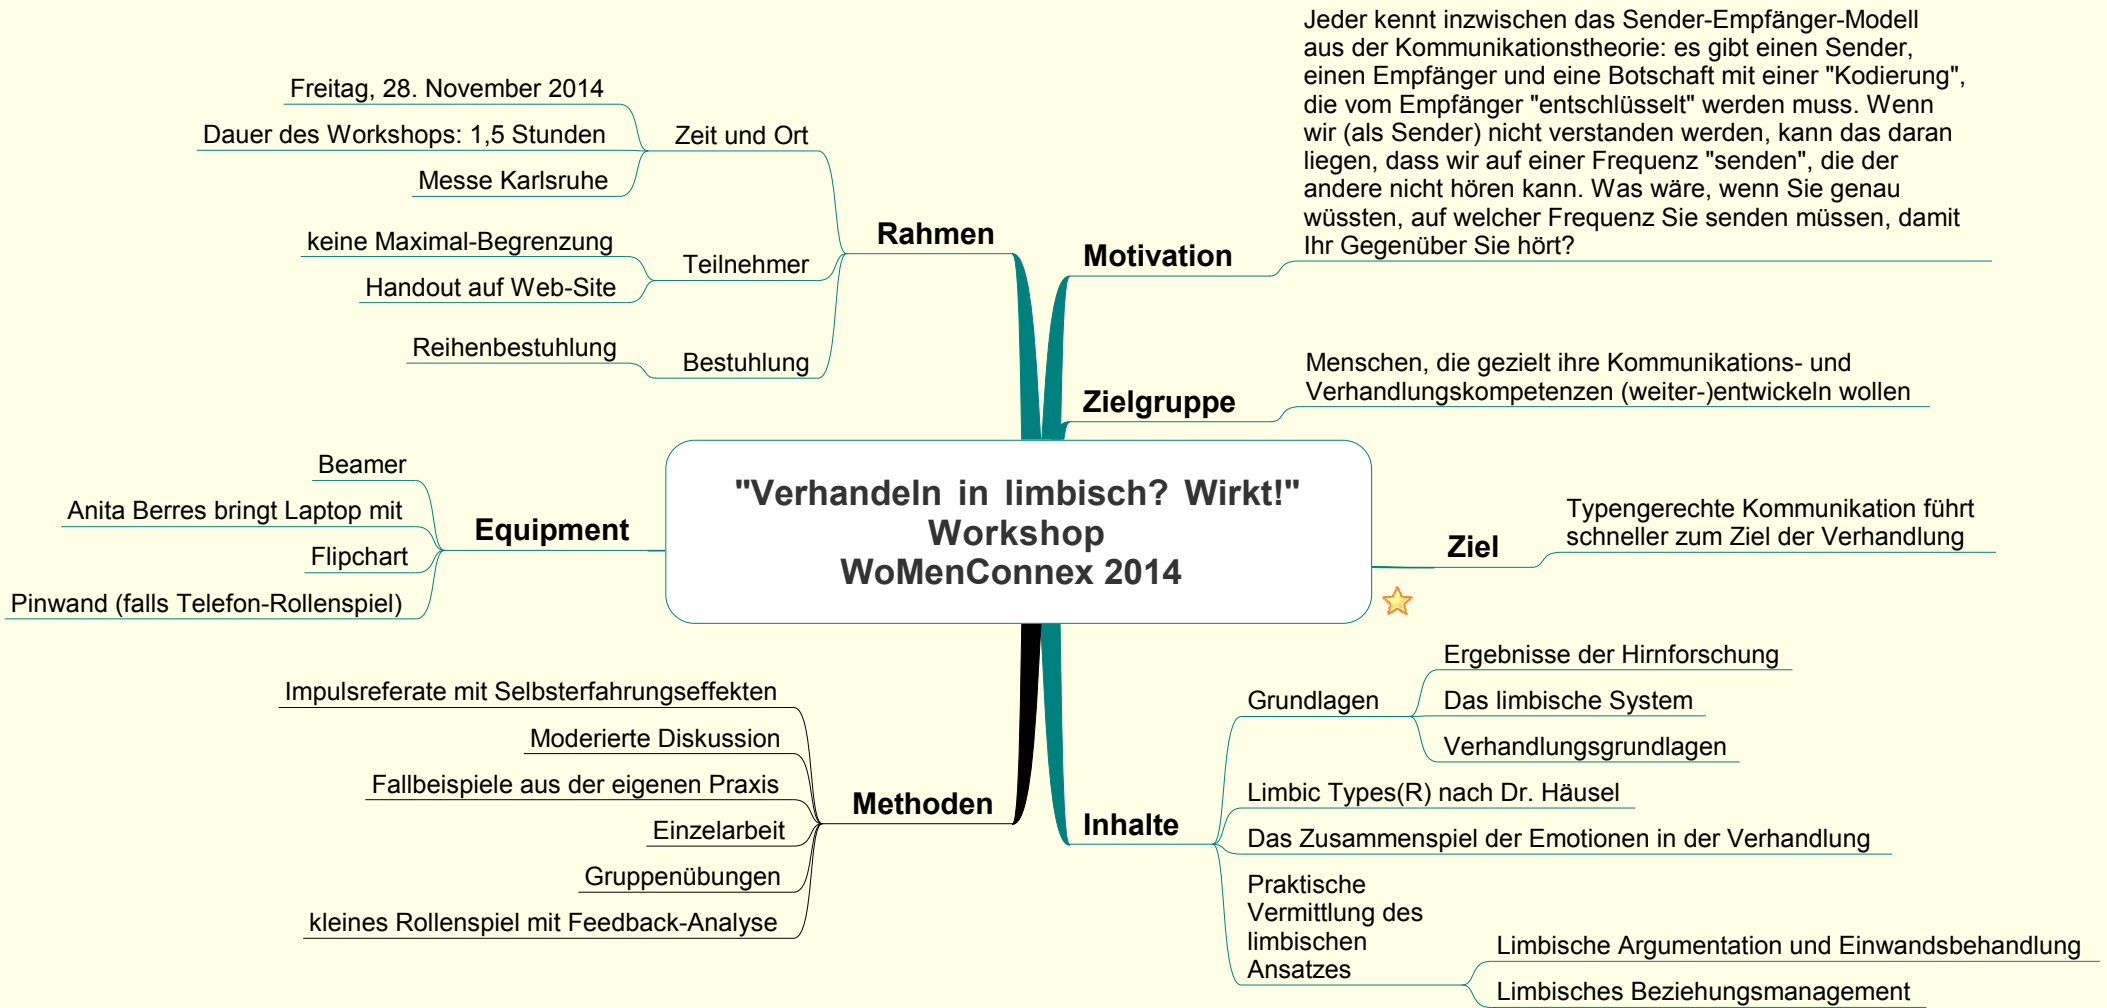 "Verhandeln in limbisch? Wirkt!"
Workshop
WoMenConnex 2014
Motivation
Jeder kennt inzwischen das Sender-Empfänger-Modell
aus der Kommunikationstheorie: es gibt einen Sender,
einen Empfänger und eine Botschaft mit einer "Kodierung",
die vom Empfänger "entschlüsselt" werden muss. Wenn
wir (als Sender) nicht verstanden werden, kann das daran
liegen, dass wir auf einer Frequenz "senden", die der
andere nicht hören kann. Was wäre, wenn Sie genau
wüssten, auf welcher Frequenz Sie senden müssen, damit
Ihr Gegenüber Sie hört?
Zielgruppe
Menschen, die gezielt ihre Kommunikations- und
Verhandlungskompetenzen (weiter-)entwickeln wollen
Ziel
Typengerechte Kommunikation führt
schneller zum Ziel der Verhandlung
Inhalte
Grundlagen
Ergebnisse der Hirnforschung
Das limbische System
Verhandlungsgrundlagen
Limbic Types(R) nach Dr. Häusel
Das Zusammenspiel der Emotionen in der Verhandlung
Praktische
Vermittlung des
limbischen
Ansatzes
Limbische Argumentation und Einwandsbehandlung
Limbisches Beziehungsmanagement
Rahmen
Zeit und Ort
Freitag, 28. November 2014
Dauer des Workshops: 1,5 Stunden
Messe Karlsruhe
Teilnehmer
keine Maximal-Begrenzung
Handout auf Web-Site
Bestuhlung
Reihenbestuhlung
Equipment
Beamer
Anita Berres bringt Laptop mit
Flipchart
Pinwand (falls Telefon-Rollenspiel)
Methoden
Impulsreferate mit Selbsterfahrungseffekten
Moderierte Diskussion
Fallbeispiele aus der eigenen Praxis
Einzelarbeit
Gruppenübungen
kleines Rollenspiel mit Feedback-Analyse